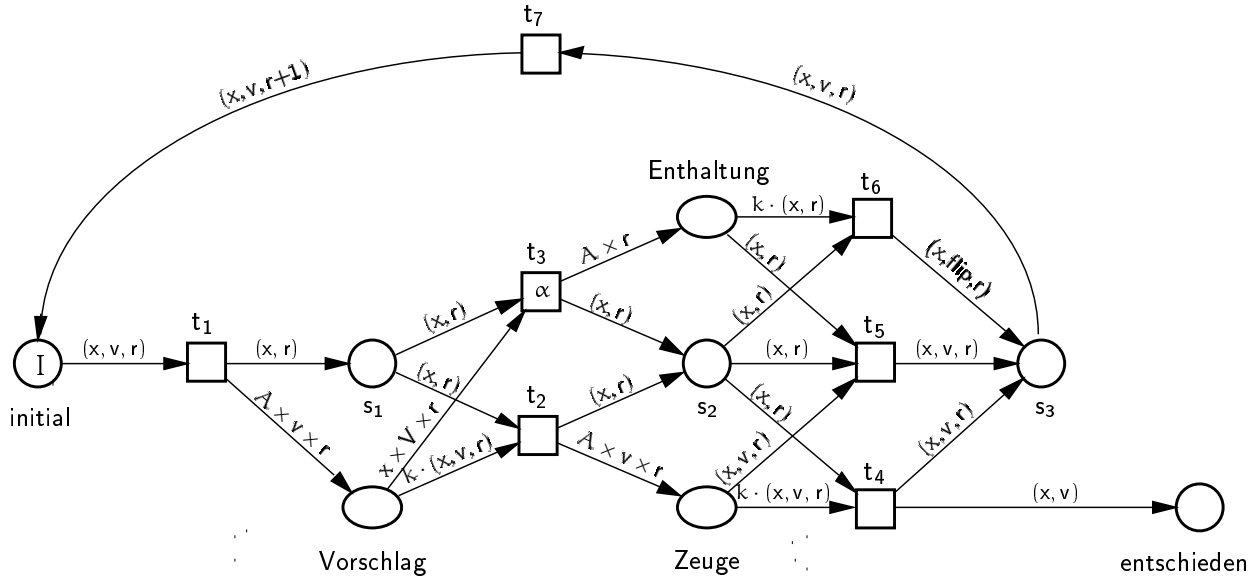 t₇
(x,v,r+1)
(x,v,r)
Enthaltung
t₆
k · (x, r)
t₃
A × r
(x,r)
(x,flip,r)
α
(x,r)
(x,r)
(x,r)
t₁
t₅
I
(x, v, r)
(x, r)
(x, r)
(x, v, r)
initial
s₁
(x,r)
t₂
(x,r)
s₂
(x,r)
s₃
A × v × r
x × V × r
k · (x,v,r)
A × v × r
(x,v,r)
t₄
(x,v,r)
k · (x, v, r)
(x, v)
Vorschlag
Zeuge
entschieden